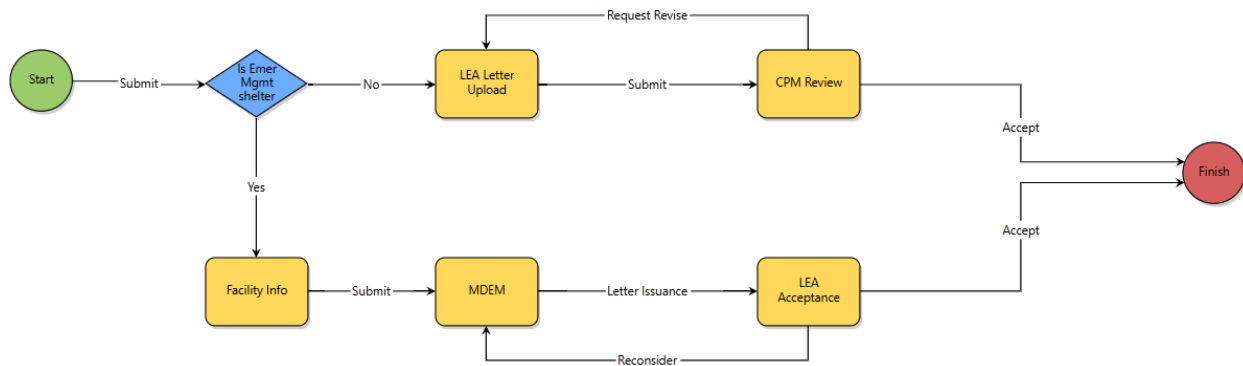 Request Revise
Start
Submit
Is Emer
Mgmt
shelter
No
LEA Letter
Upload
Submit
CPM Review
Accept
Finish
Yes
Accept
Facility Info
Submit
MDEM
Letter Issuance
LEA
Acceptance
Reconsider